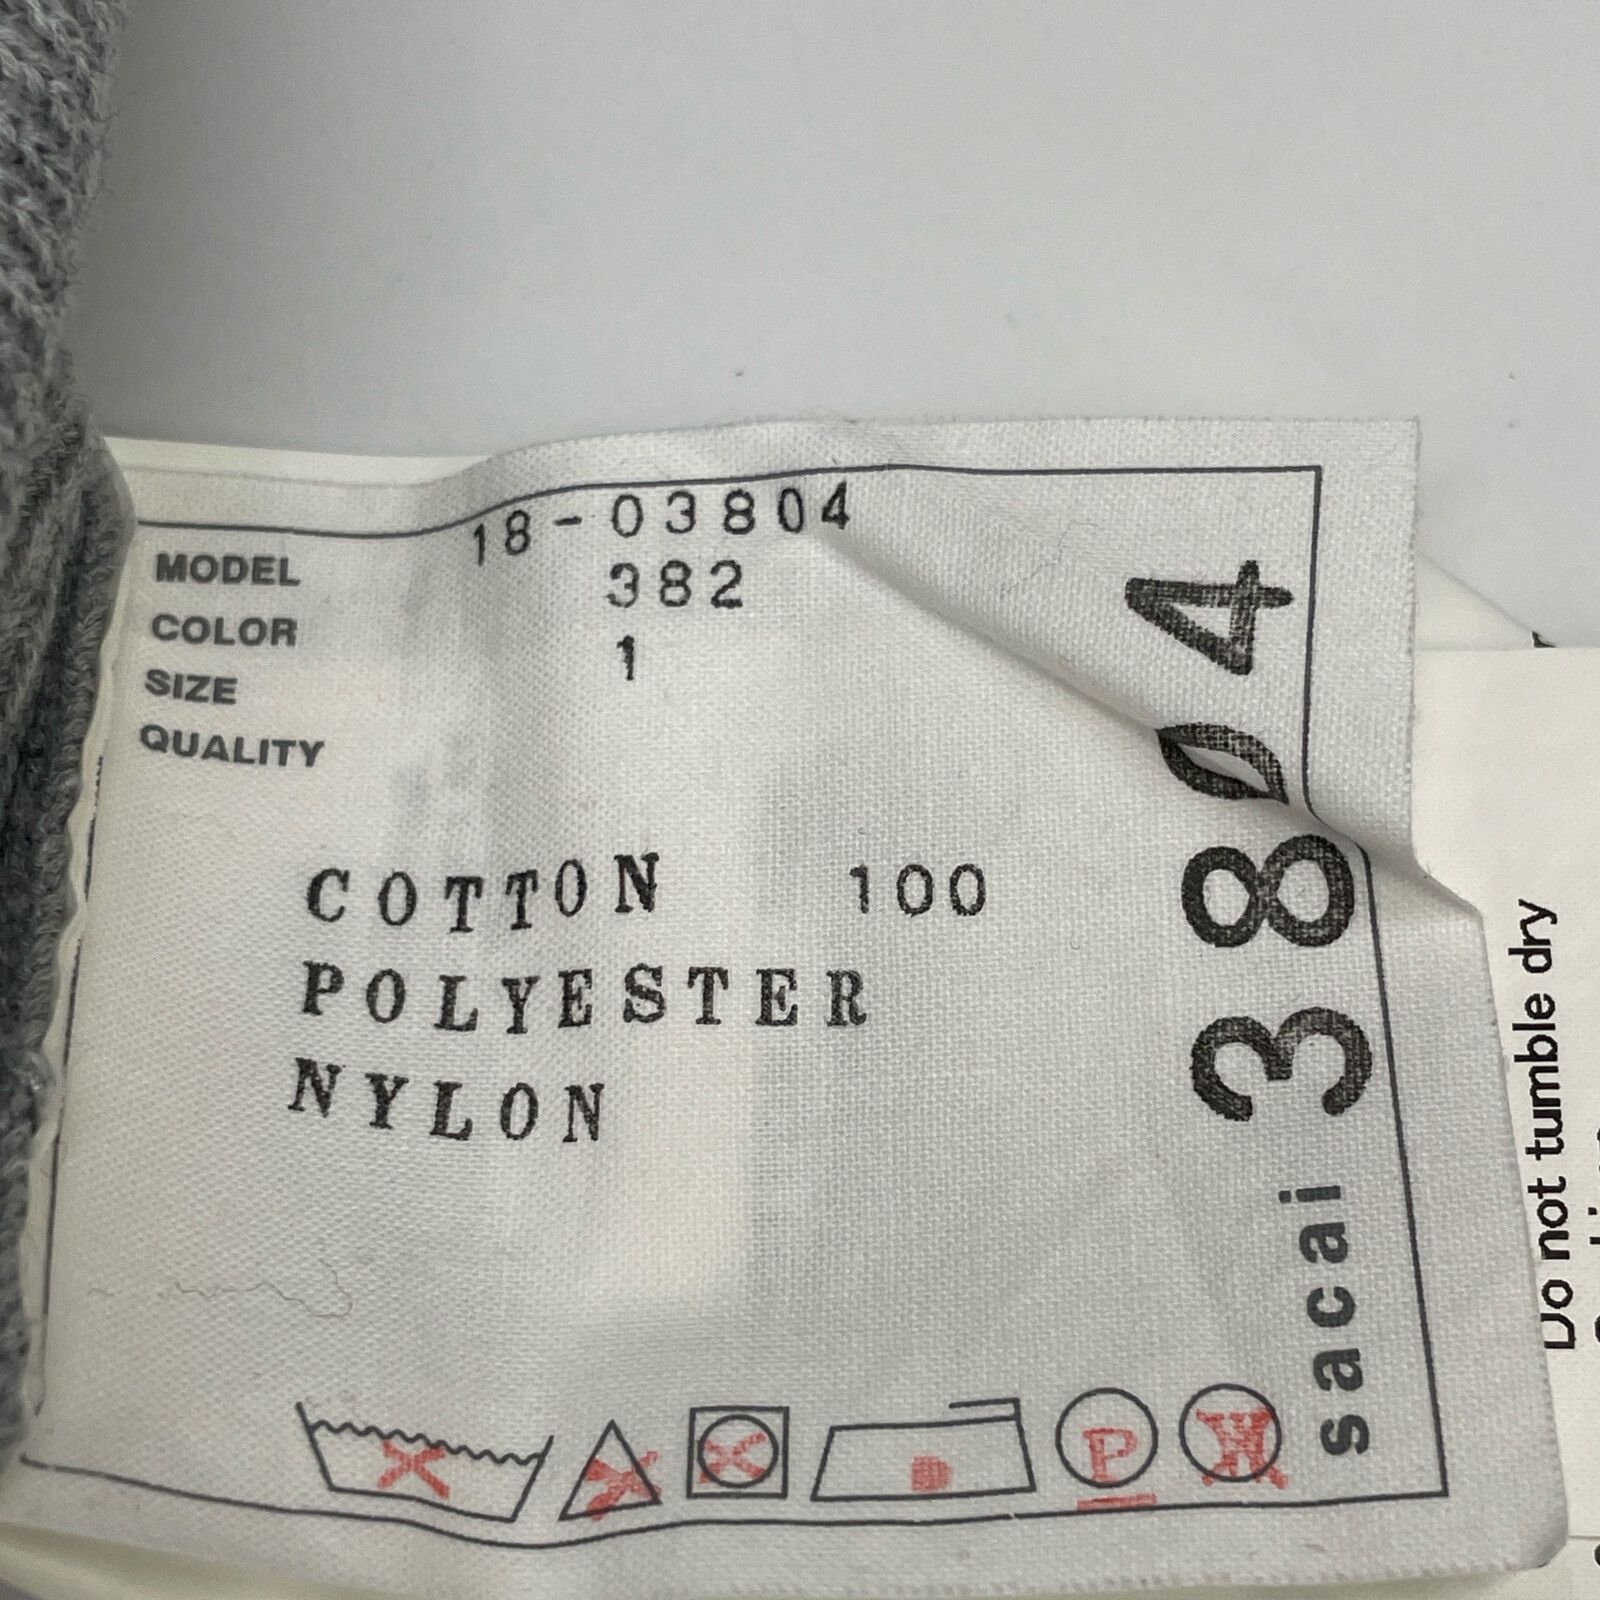 MODEL 18-03804
COLOR 382
SIZE 1
QUALITY
COTTON 100
POLYESTER
NYLON
P
W
sacai 3804
Do not tumble dry